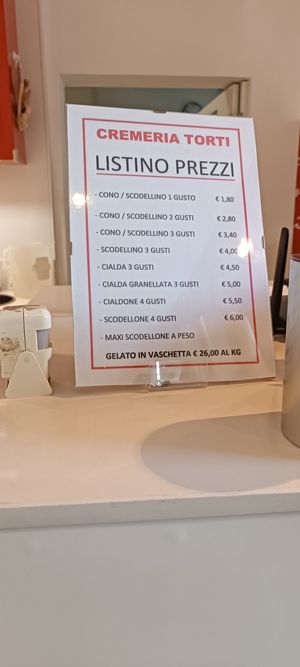 CREMERIA TORTI
LISTINO PREZZI
- CONO / SCODELLINO 1 GUSTO € 1,80
- CONO / SCODELLINO 2 GUSTI € 2,80
- CONO / SCODELLINO 3 GUSTI € 3,40
- SCODELLINO 3 GUSTI € 4,00
- CIALDA 3 GUSTI € 4,50
- CIALDA GRANELLATA 3 GUSTI € 5,00
- CIALDONE 4 GUSTI € 5,50
- SCODELLONE 4 GUSTI € 6,00
- MAXI SCODELLONE A PESO
GELATO IN VASCHETTA € 26,00 AL KG